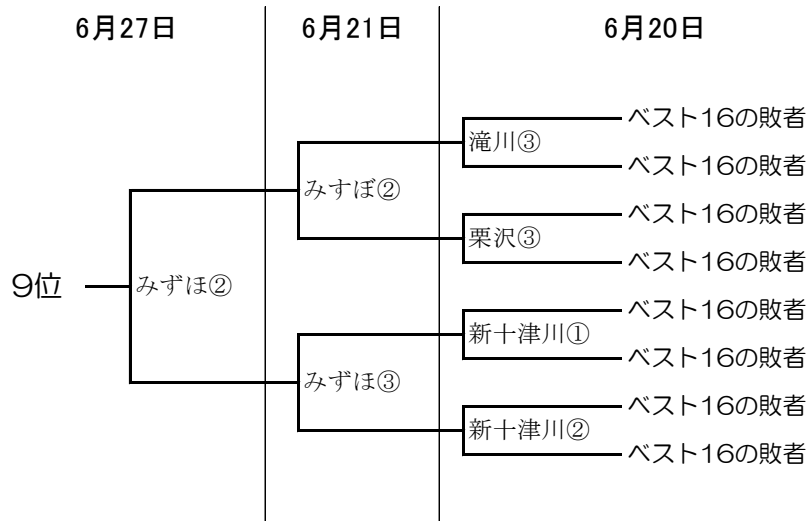 6月27日 6月21日 6月20日
ベスト16の敗者
滝川③
ベスト16の敗者
みすぼ②
ベスト16の敗者
栗沢③
ベスト16の敗者
9位 みずほ②
ベスト16の敗者
新十津川①
ベスト16の敗者
みずほ③
ベスト16の敗者
新十津川②
ベスト16の敗者